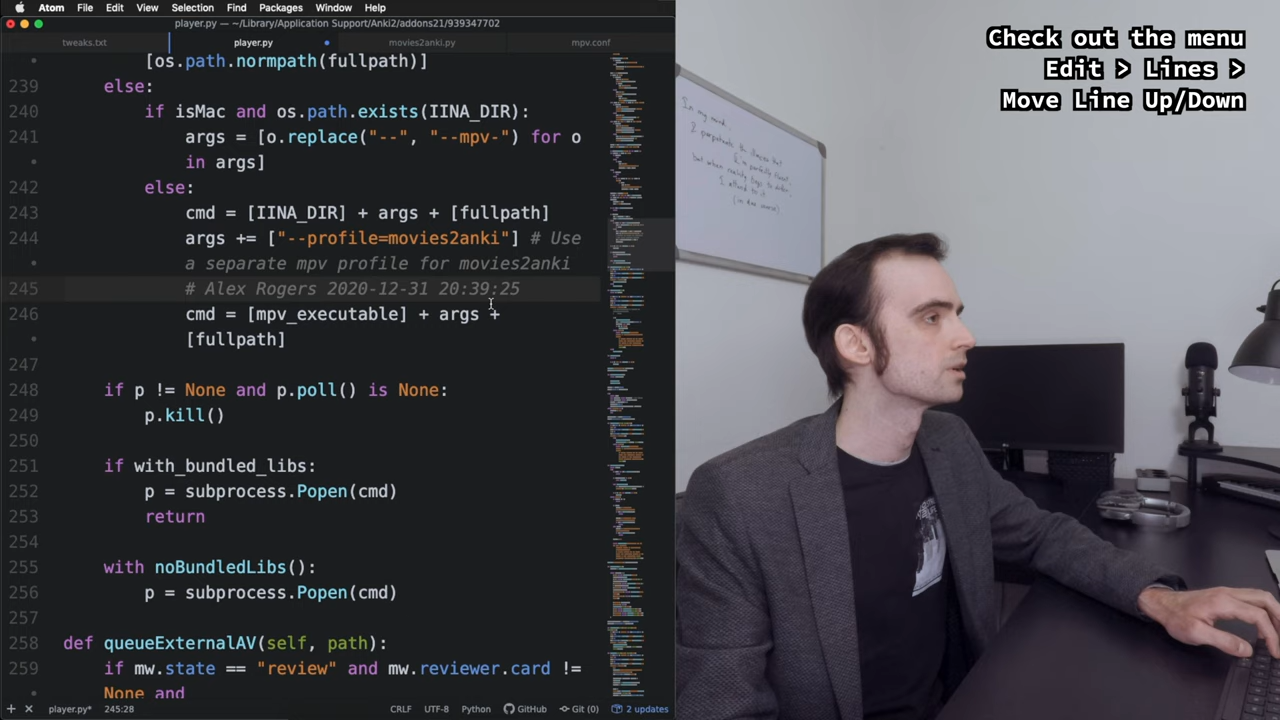 Atom File Edit View Selection Find Packages Window Help
player.py — ~/Library/Application Support/Anki2/addons21/939347702
tweaks.txt player.py movies2anki.py mpv.conf
[os.path.normpath(fullpath)]
239 else:
240 if isMac and os.path.exists(IINA_DIR):
241 args = [o.replace("--", "--mpv-") for o
in args]
242 else:
243 cmd = [IINA_DIR] + args + [fullpath]
244 args += ["--profile=movies2anki"] # Use
separate mpv profile for movies2anki
245 Alex Rogers 2020-12-31 20:39:25
246 cmd = [mpv_executable] + args +
[fullpath]
247
248 if p != None and p.poll() is None:
249 p.kill()
250
251 if with_bundled_libs:
252 p = subprocess.Popen(cmd)
253 return
254
255 with noBundledLibs():
256 p = subprocess.Popen(cmd)
257
258 def queueExternalAV(self, path):
259 if mw.state == "review" and mw.reviewer.card !=
None and
player.py* 245:28 CRLF UTF-8 Python GitHub Git (0) 2 updates
Check out the menu
Edit > Lines >
Move Line Up/Down
In my mind